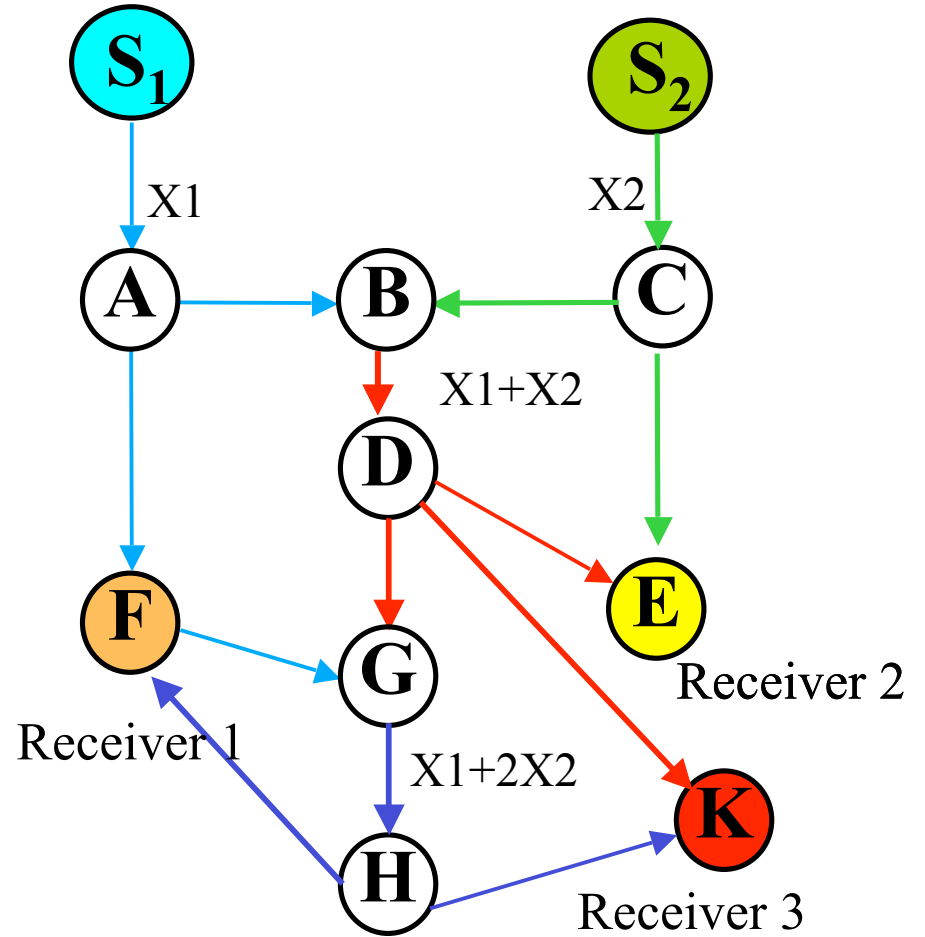 S1
S2
X1
X2
A
B
C
X1+X2
D
F
E
G
Receiver 2
Receiver 1
X1+2X2
K
H
Receiver 3